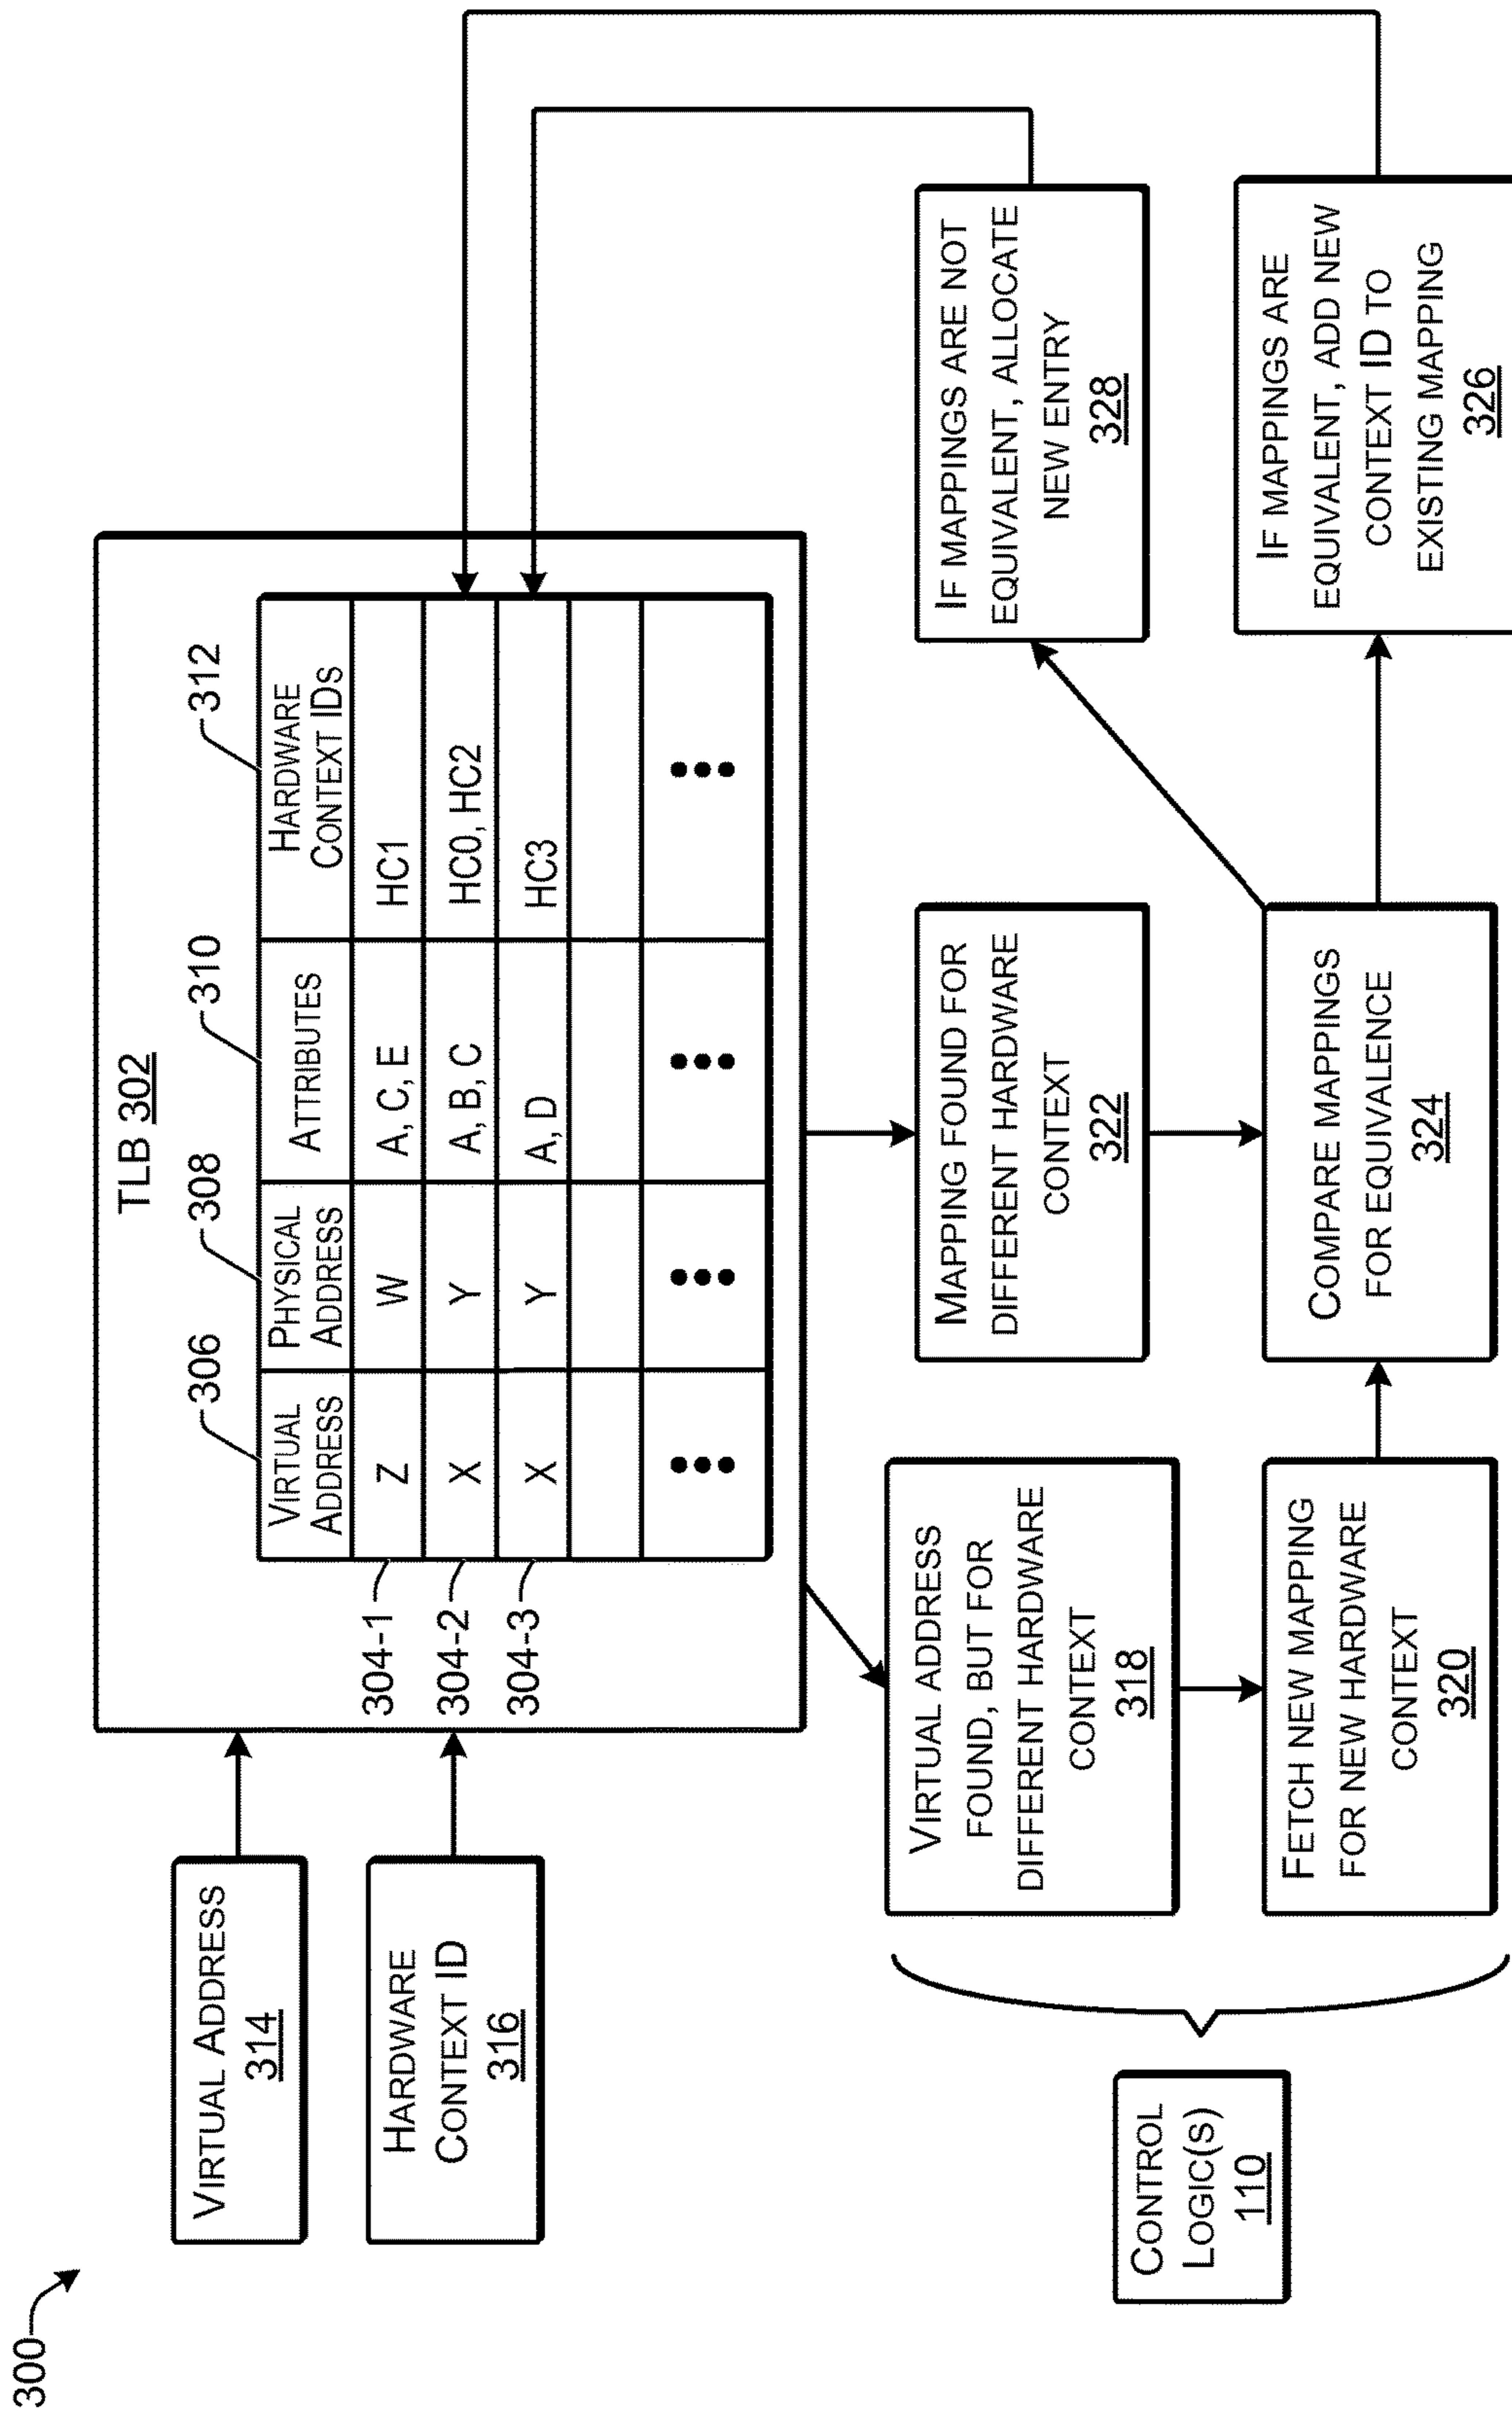 300
VIRTUAL ADDRESS
314
HARDWARE
CONTEXT ID
316
TLB 302
306
308
310
312
VIRTUAL
ADDRESS
PHYSICAL
ADDRESS
ATTRIBUTES
HARDWARE
CONTEXT IDS
304-1
Z
W
A, C, E
HC1
304-2
X
Y
A, B, C
HC0, HC2
304-3
X
Y
A, D
HC3
CONTROL
LOGIC(S)
110
VIRTUAL ADDRESS
FOUND, BUT FOR
DIFFERENT HARDWARE
CONTEXT
318
MAPPING FOUND FOR
DIFFERENT HARDWARE
CONTEXT
322
IF MAPPINGS ARE NOT
EQUIVALENT, ALLOCATE
NEW ENTRY
328
FETCH NEW MAPPING
FOR NEW HARDWARE
CONTEXT
320
COMPARE MAPPINGS
FOR EQUIVALENCE
324
IF MAPPINGS ARE
EQUIVALENT, ADD NEW
CONTEXT ID TO
EXISTING MAPPING
326